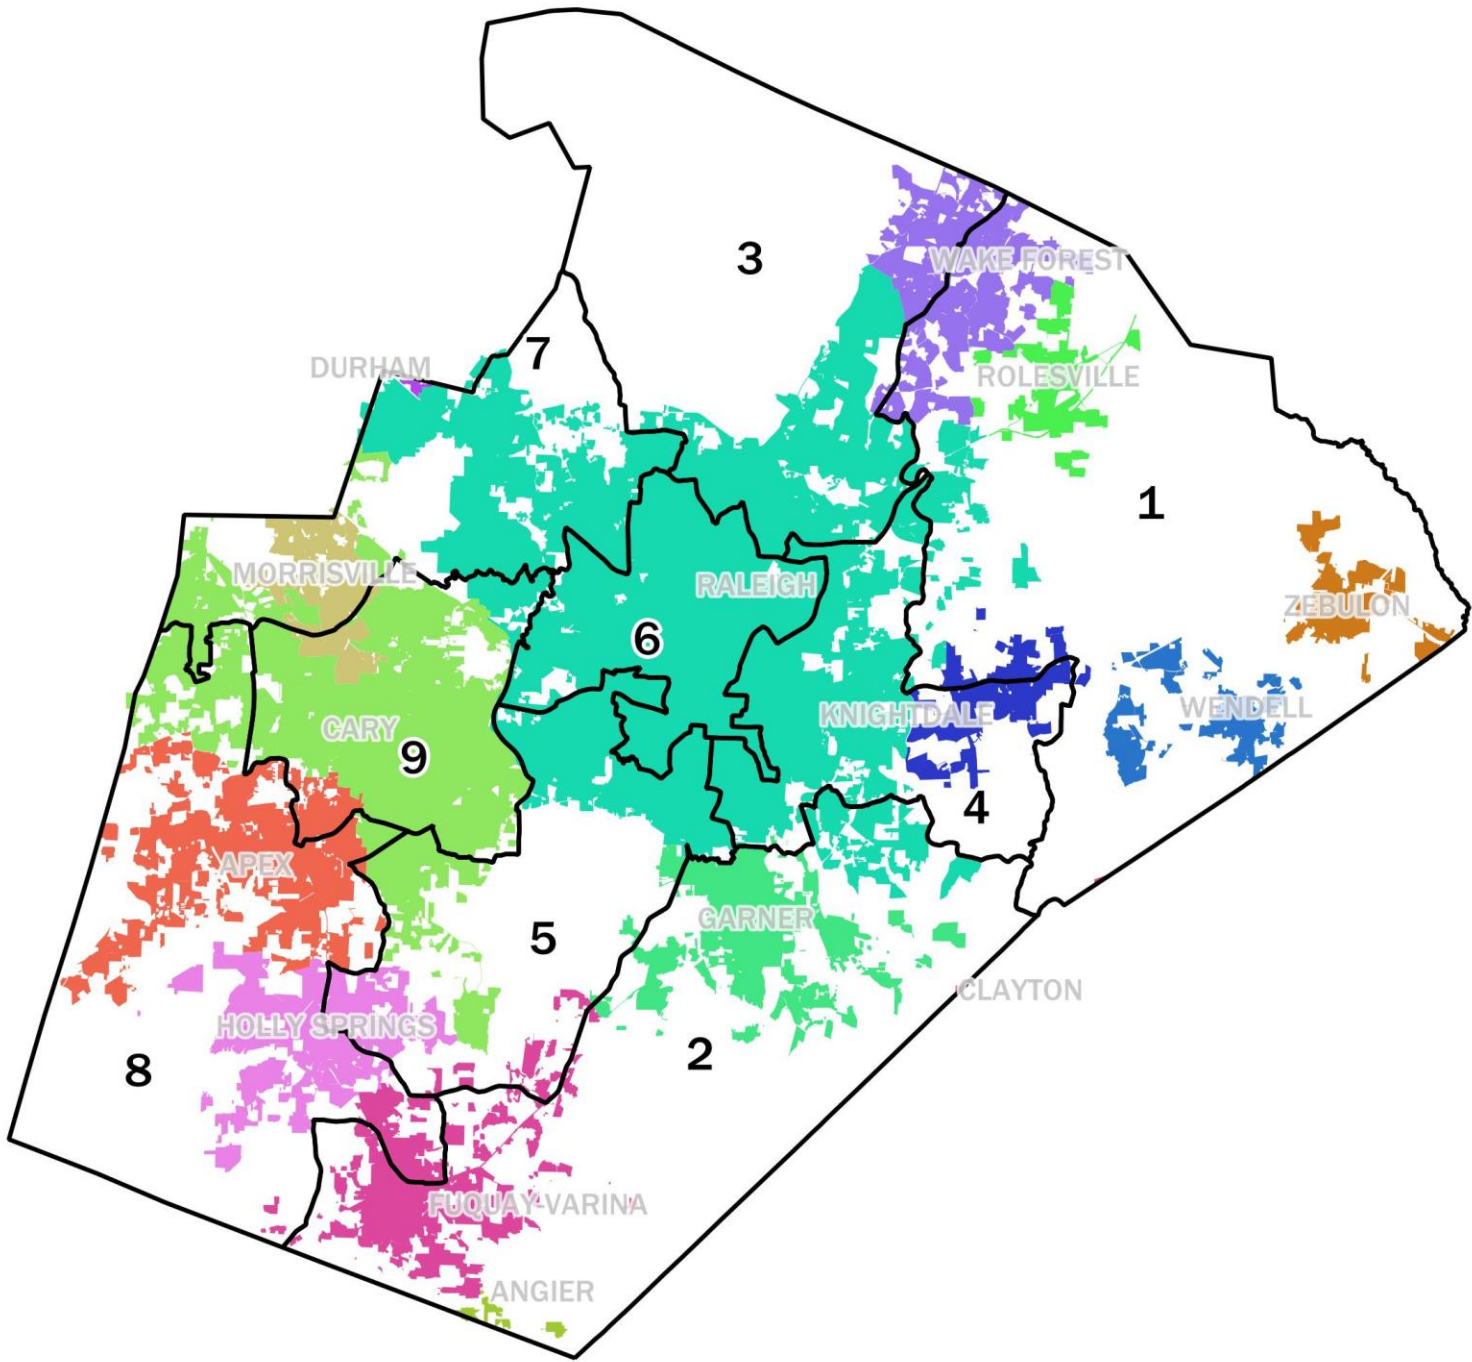 3
WAKE FOREST
7
DURHAM
ROLESVILLE
1
MORRISVILLE
RALEIGH
ZEBULON
6
CARY
9
KNIGHTDALE
WENDELL
4
APEX
GARNER
5
CLAYTON
HOLLY SPRINGS
2
8
FUQUAY-VARINA
ANGIER